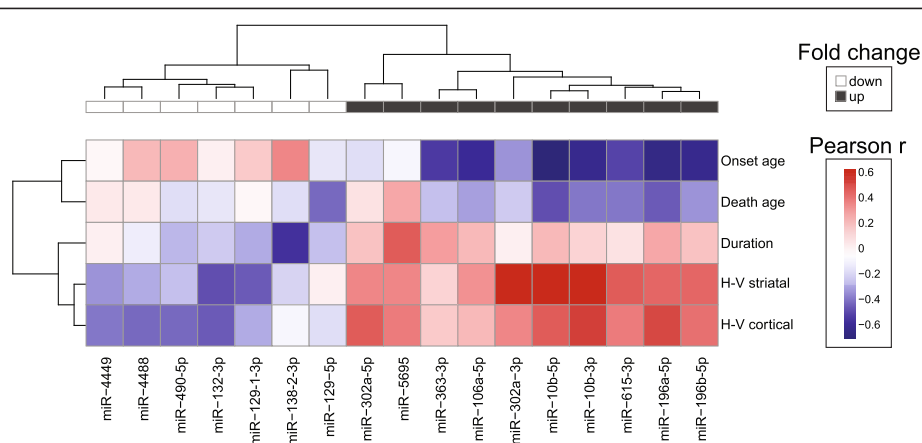 Fold change
down
up
Pearson r
0.6
0.4
0.2
0
−0.2
−0.4
−0.6
Onset age
Death age
Duration
H-V striatal
H-V cortical
miR−4449
miR−4488
miR−490-5p
miR−132-3p
miR−129-1-3p
miR−138-2-3p
miR−129−5p
miR−302a-5p
miR−5695
miR−363-3p
miR−106a-5p
miR−302a−3p
miR−10b-5p
miR−10b-3p
miR−615-3p
miR−196a-5p
miR−196b-5p